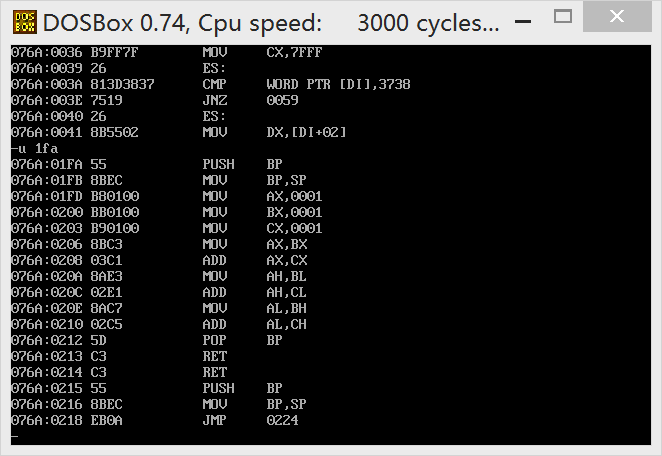 DOS BOX DOSBox 0.74, Cpu speed: 3000 cycles...
076A:0036 B9FF7F MOV CX,7FFF
076A:0039 26 ES:
076A:003A 813D3837 CMP WORD PTR [DI],3738
076A:003E 7519 JNZ 0059
076A:0040 26 ES:
076A:0041 8B5502 MOV DX,[DI+02]
-u 1fa
076A:01FA 55 PUSH BP
076A:01FB 8BEC MOV BP,SP
076A:01FD B80100 MOV AX,0001
076A:0200 BB0100 MOV BX,0001
076A:0203 B90100 MOV CX,0001
076A:0206 8BC3 MOV AX,BX
076A:0208 03C1 ADD AX,CX
076A:020A 8AE3 MOV AH,BL
076A:020C 02E1 ADD AH,CL
076A:020E 8AC7 MOV AL,BH
076A:0210 02C5 ADD AL,CH
076A:0212 5D POP BP
076A:0213 C3 RET
076A:0214 C3 RET
076A:0215 55 PUSH BP
076A:0216 8BEC MOV BP,SP
076A:0218 EB0A JMP 0224
-